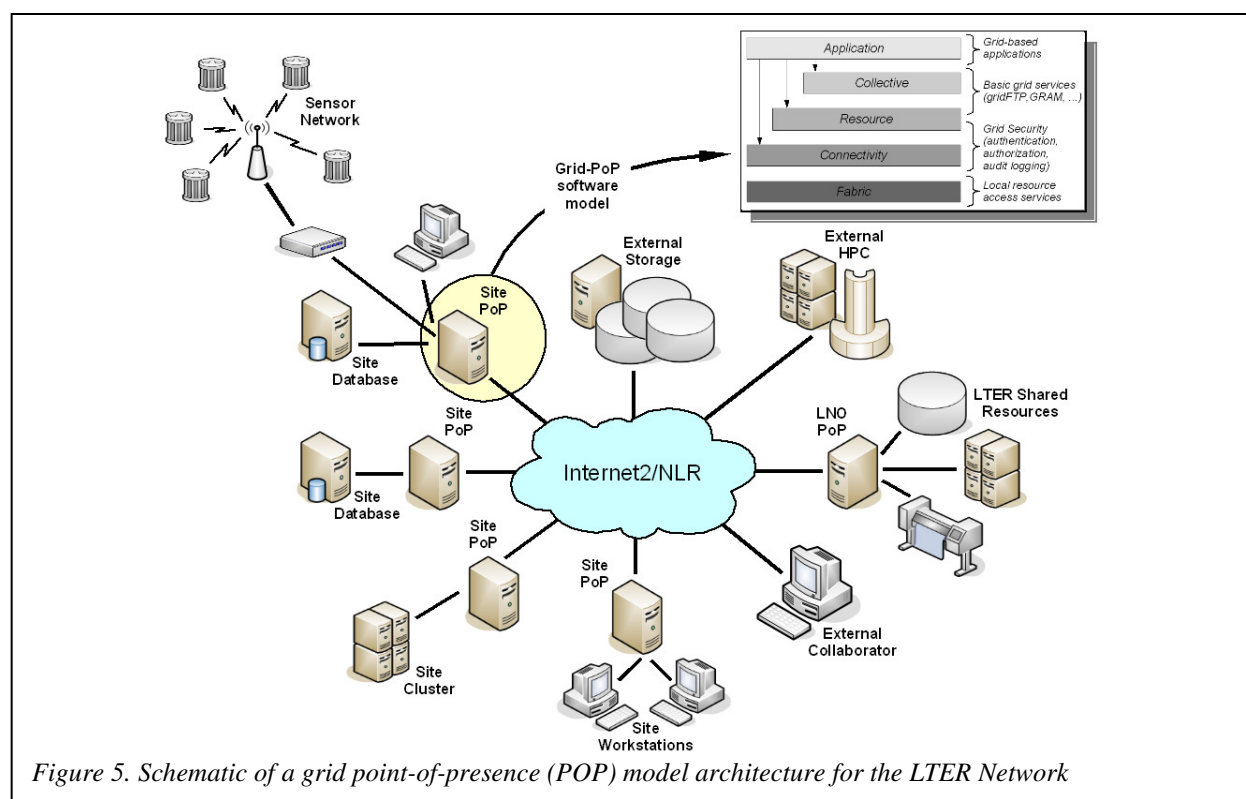 Application
Collective
Resource
Connectivity
Fabric
Grid-based
applications
Basic grid services
(gridFTP, GRAM, ...)
Grid Security
(authentication,
authorization,
audit logging)
Local resource
access services
Sensor
Network
Grid-PoP
software
model
External
Storage
External
HPC
Site
PoP
Site
Database
LTER Shared
Resources
LNO
PoP
Site
PoP
Site
Database
Internet2/NLR
Site
PoP
Site
Cluster
Site
PoP
Site
Workstations
External
Collaborator
Figure 5. Schematic of a grid point-of-presence (POP) model architecture for the LTER Network